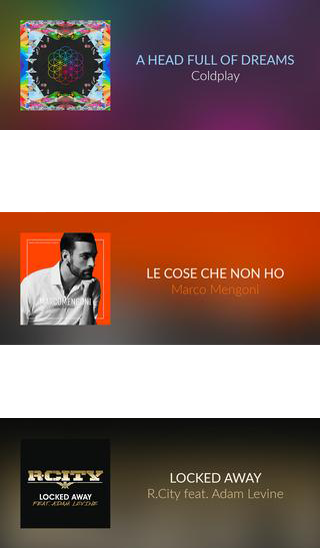 A HEAD FULL OF DREAMS
Coldplay
LE COSE CHE NON HO
Marco Mengoni
MARCOMENGONI
R.CITY
LOCKED AWAY
FEAT. ADAM LEVINE
LOCKED AWAY
R.City feat. Adam Levine